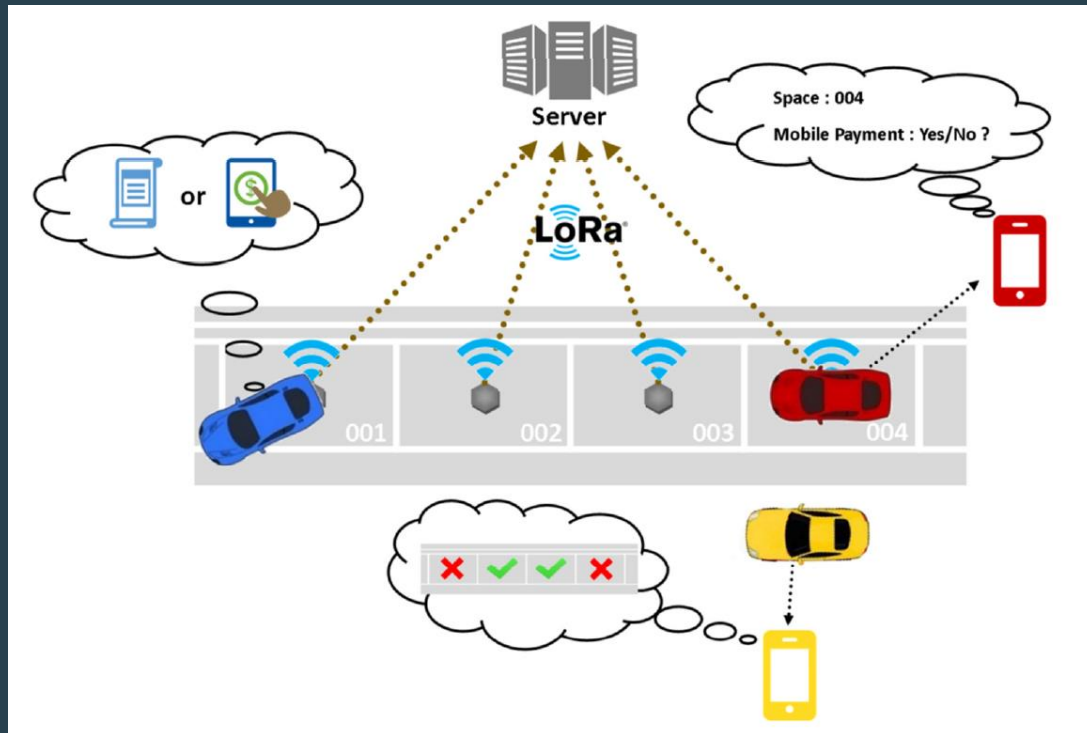 Server
Space : 004
Mobile Payment : Yes/No ?
or
$
LoRa
001
002
003
004